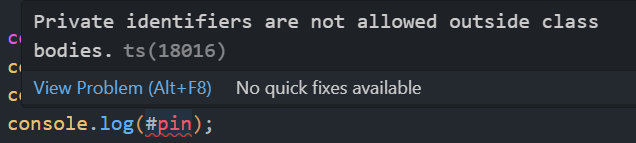 Private identifiers are not allowed outside class
bodies. ts(18016)
View Problem (Alt+F8) No quick fixes available
console.log(#pin);